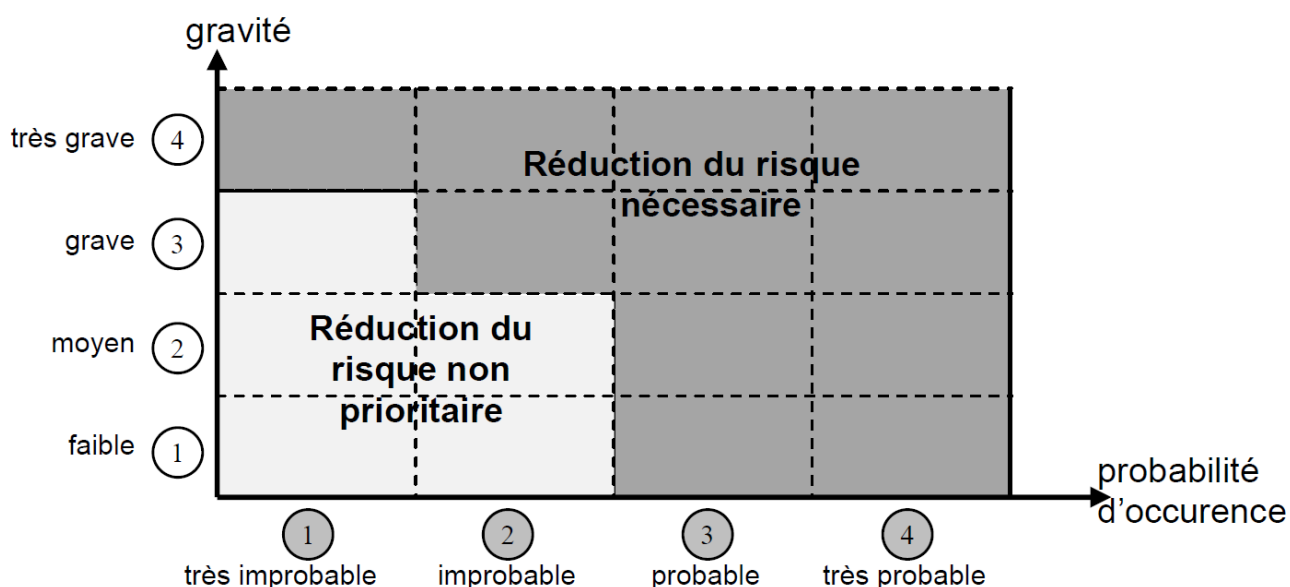 gravité
très grave 4
Réduction du risque
nécessaire
grave 3
moyen 2
Réduction du
risque non
prioritaire
faible 1
probabilité
d'occurence
1 2 3 4
très improbable improbable probable très probable